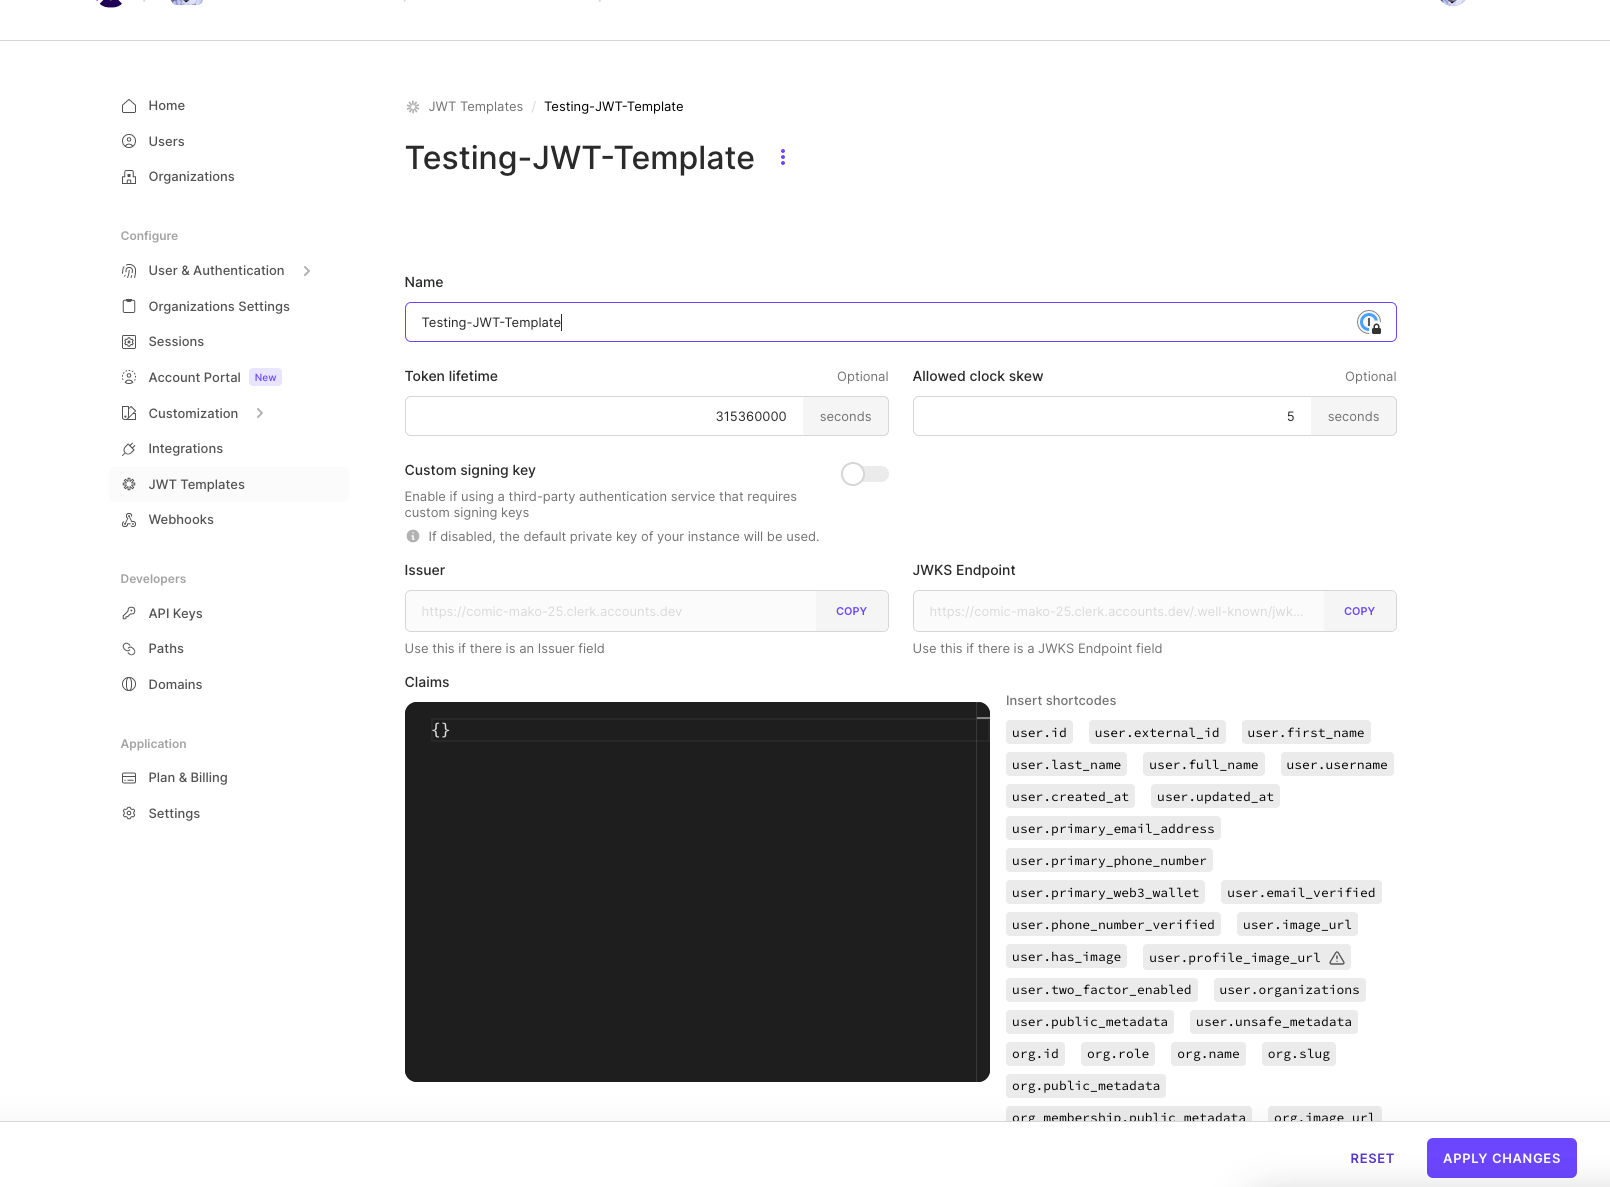 Home
Users
Organizations
Configure
User & Authentication
Organizations Settings
Sessions
Account Portal New
Customization
Integrations
JWT Templates
Webhooks
Developers
API Keys
Paths
Domains
Application
Plan & Billing
Settings
JWT Templates / Testing-JWT-Template
Testing-JWT-Template
Name
Testing-JWT-Template
Token lifetime Optional
315360000 seconds
Allowed clock skew Optional
5 seconds
Custom signing key
Enable if using a third-party authentication service that requires
custom signing keys
If disabled, the default private key of your instance will be used.
Issuer
https://comic-mako-25.clerk.accounts.dev COPY
Use this if there is an Issuer field
JWKS Endpoint
https://comic-mako-25.clerk.accounts.dev/.well-known/jwk... COPY
Use this if there is a JWKS Endpoint field
Claims
{}
Insert shortcodes
user.id user.external_id user.first_name
user.last_name user.full_name user.username
user.created_at user.updated_at
user.primary_email_address
user.primary_phone_number
user.primary_web3_wallet user.email_verified
user.phone_number_verified user.image_url
user.has_image user.profile_image_url
user.two_factor_enabled user.organizations
user.public_metadata user.unsafe_metadata
org.id org.role org.name org.slug
org.public_metadata
org_membership.public_metadata org.image_url
RESET APPLY CHANGES